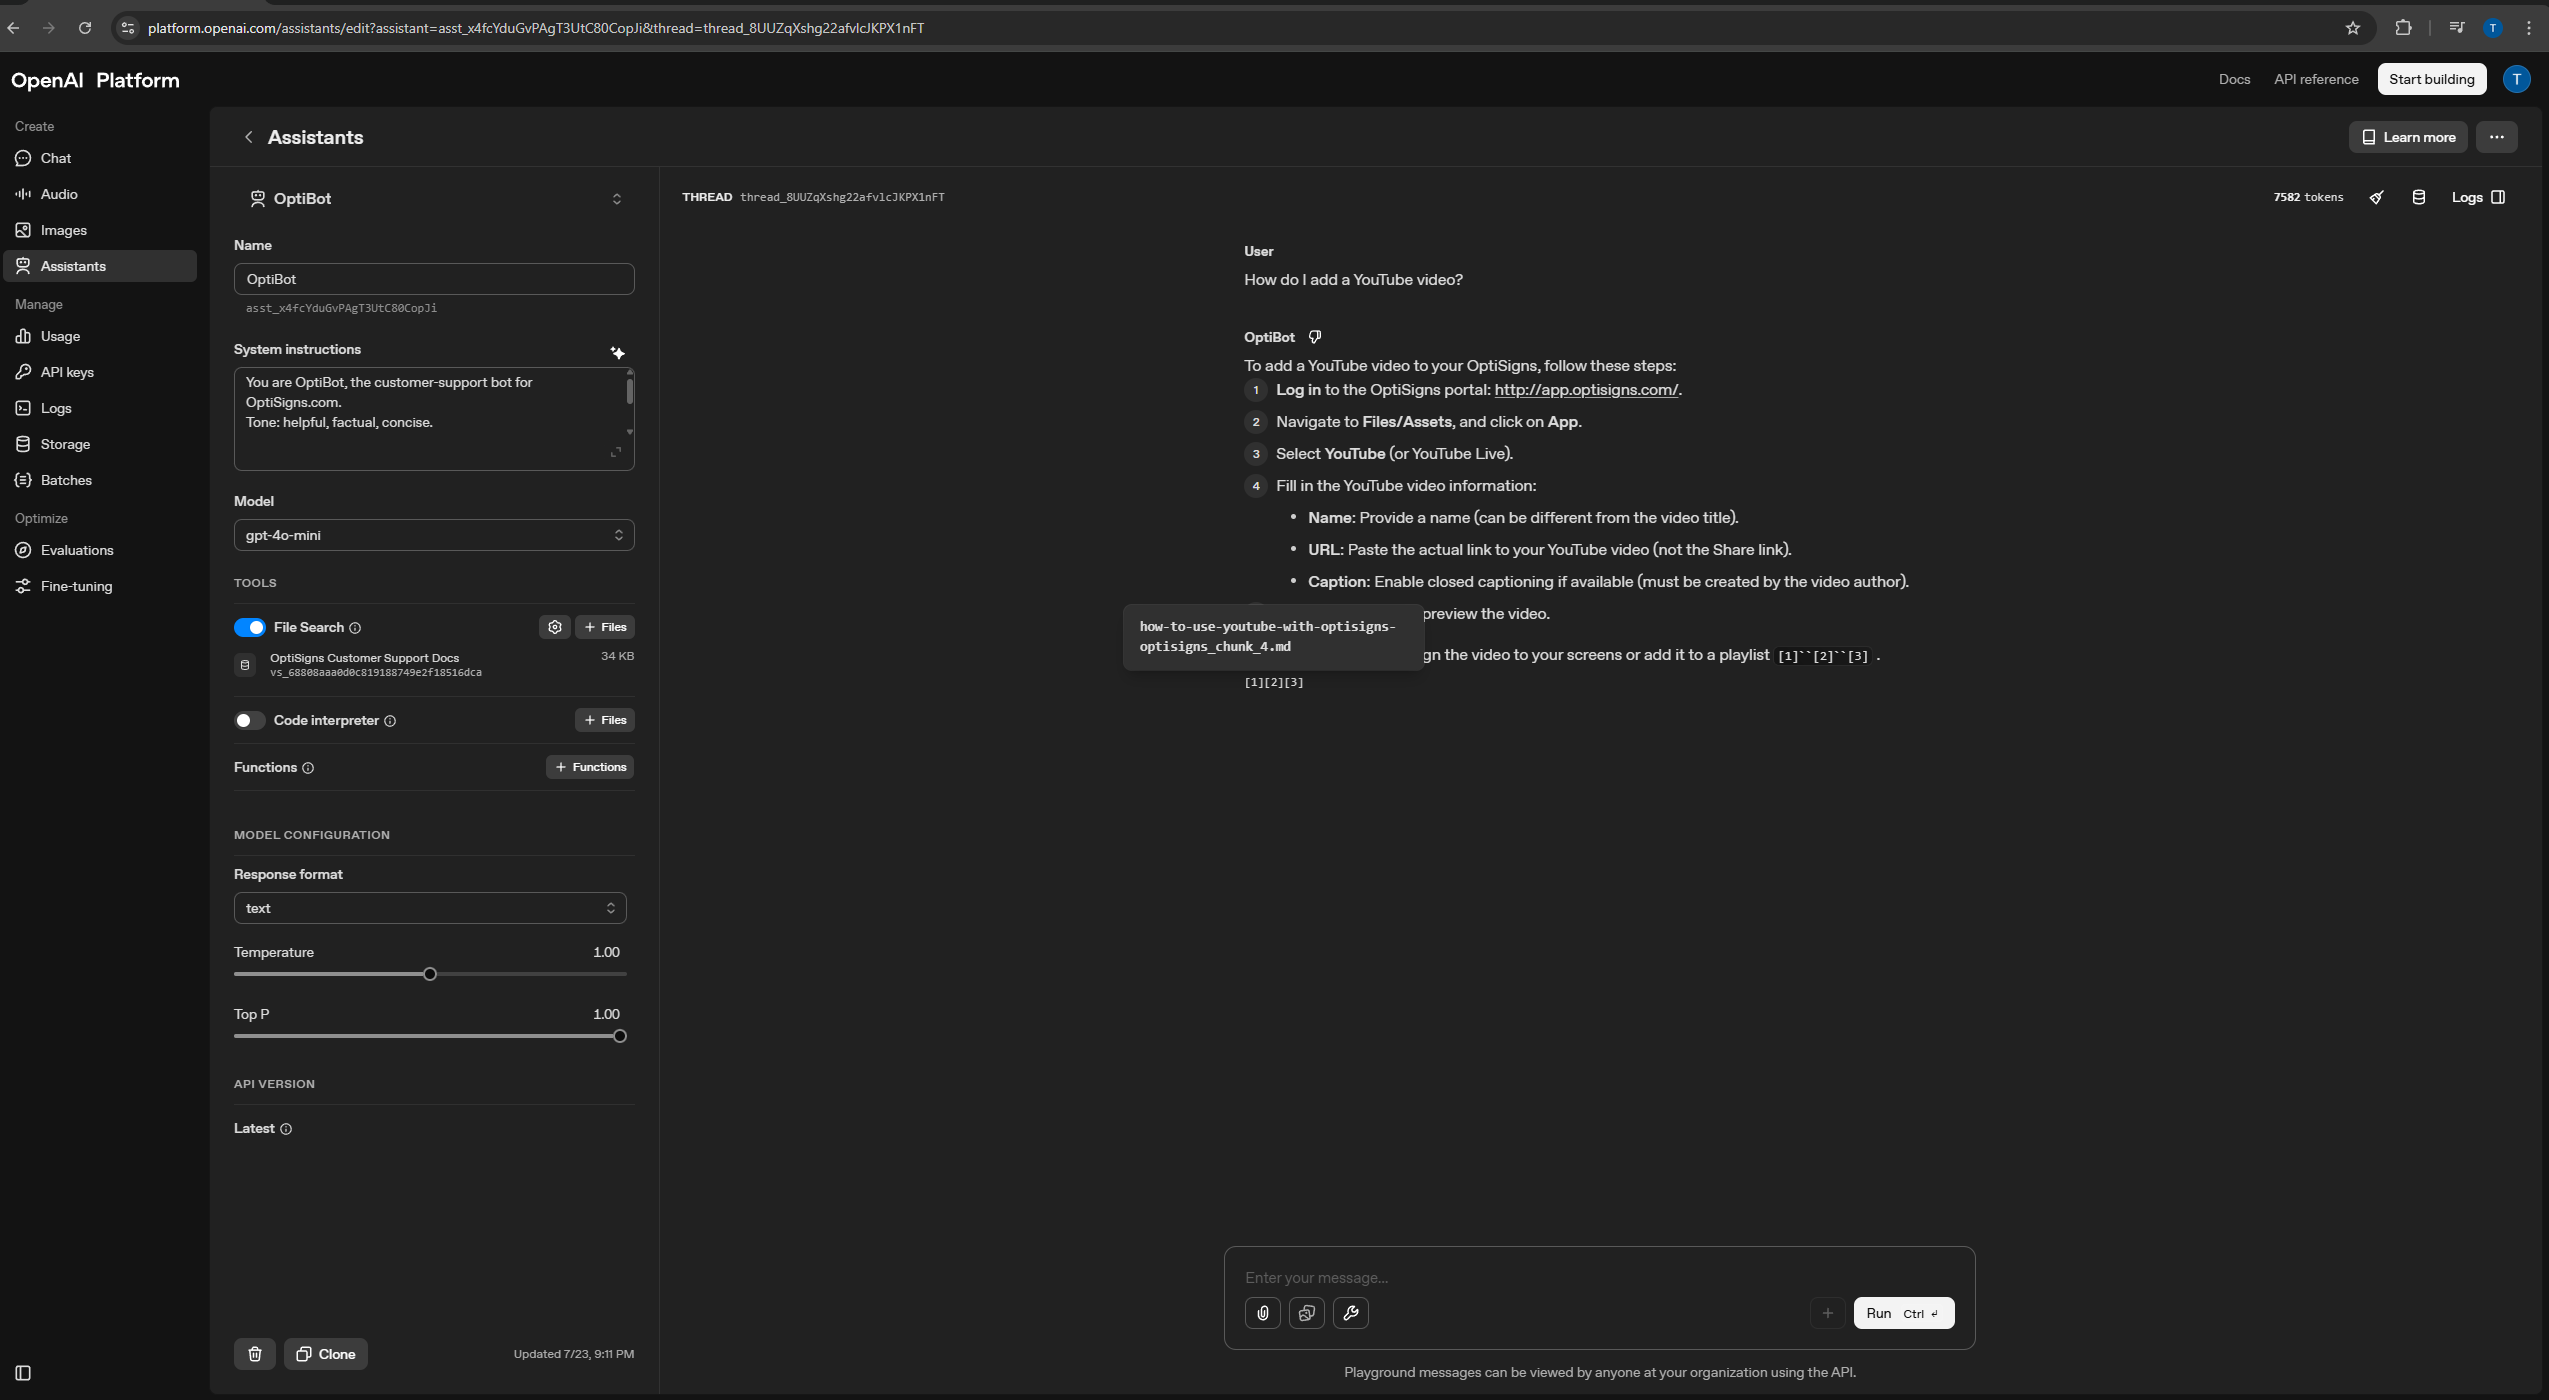 platform.openai.com/assistants/edit?assistant=asst_x4fcYduGvPAgT3UtC80CopJi&thread=thread_8UUZqXshg22afvlcJKPX1nFT
T
OpenAI Platform
Docs
API reference
Start building
T
Create
Chat
Audio
Images
Assistants
Manage
Usage
API keys
Logs
Storage
Batches
Optimize
Evaluations
Fine-tuning
Assistants
Learn more
OptiBot
Name
OptiBot
asst_x4fcYduGvPAgT3UtC80CopJi
System instructions
You are OptiBot, the customer-support bot for
OptiSigns.com.
Tone: helpful, factual, concise.
Model
gpt-4o-mini
TOOLS
File Search
+ Files
OptiSigns Customer Support Docs
34 KB
vs_68808aaa0d0c819188749e2f18516dca
Code interpreter
+ Files
Functions
+ Functions
MODEL CONFIGURATION
Response format
text
Temperature
1.00
Top P
1.00
API VERSION
Latest
Clone
Updated 7/23, 9:11 PM
THREAD thread_8UUZqXshg22afvlcJKPX1nFT
7582 tokens
Logs
User
How do I add a YouTube video?
OptiBot
To add a YouTube video to your OptiSigns, follow these steps:
1 Log in to the OptiSigns portal: http://app.optisigns.com/.
2 Navigate to Files/Assets, and click on App.
3 Select YouTube (or YouTube Live).
4 Fill in the YouTube video information:
• Name: Provide a name (can be different from the video title).
• URL: Paste the actual link to your YouTube video (not the Share link).
• Caption: Enable closed captioning if available (must be created by the video author).
preview the video.
how-to-use-youtube-with-optisigns-
optisigns_chunk_4.md
gn the video to your screens or add it to a playlist [1]``[2]``[3] .
[1][2][3]
Enter your message...
Run Ctrl ↵
Playground messages can be viewed by anyone at your organization using the API.